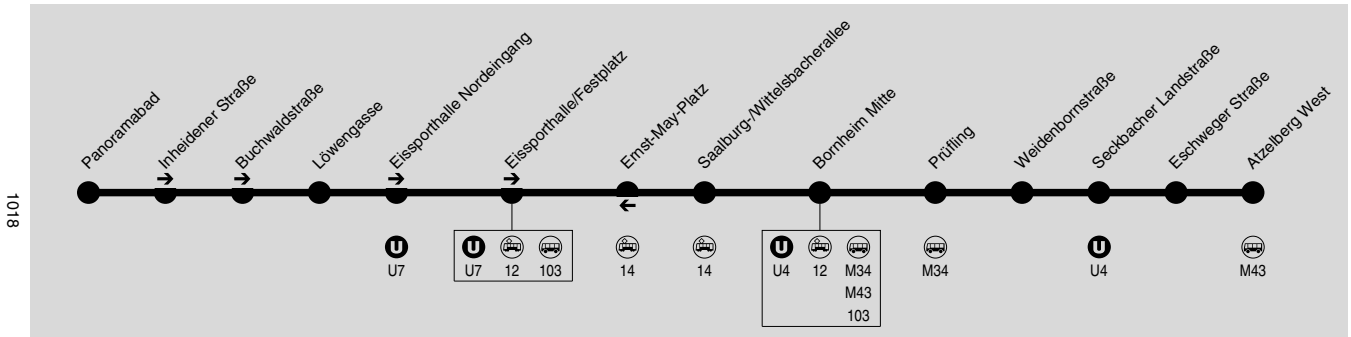 Panoramabad
Inheidener Straße
Buchwaldstraße
Löwengasse
Eissporthalle Nordeingang
Eissporthalle/Festplatz
Ernst-May-Platz
Saalburg-/Wittelsbacherallee
Bornheim Mitte
Prüfling
Weidenbornstraße
Seckbacher Landstraße
Eschweger Straße
Atzelberg West
1018
U U U U
U7 U7 12 103 14 14 U4 12 M34 M34 U4 M43
M43
103